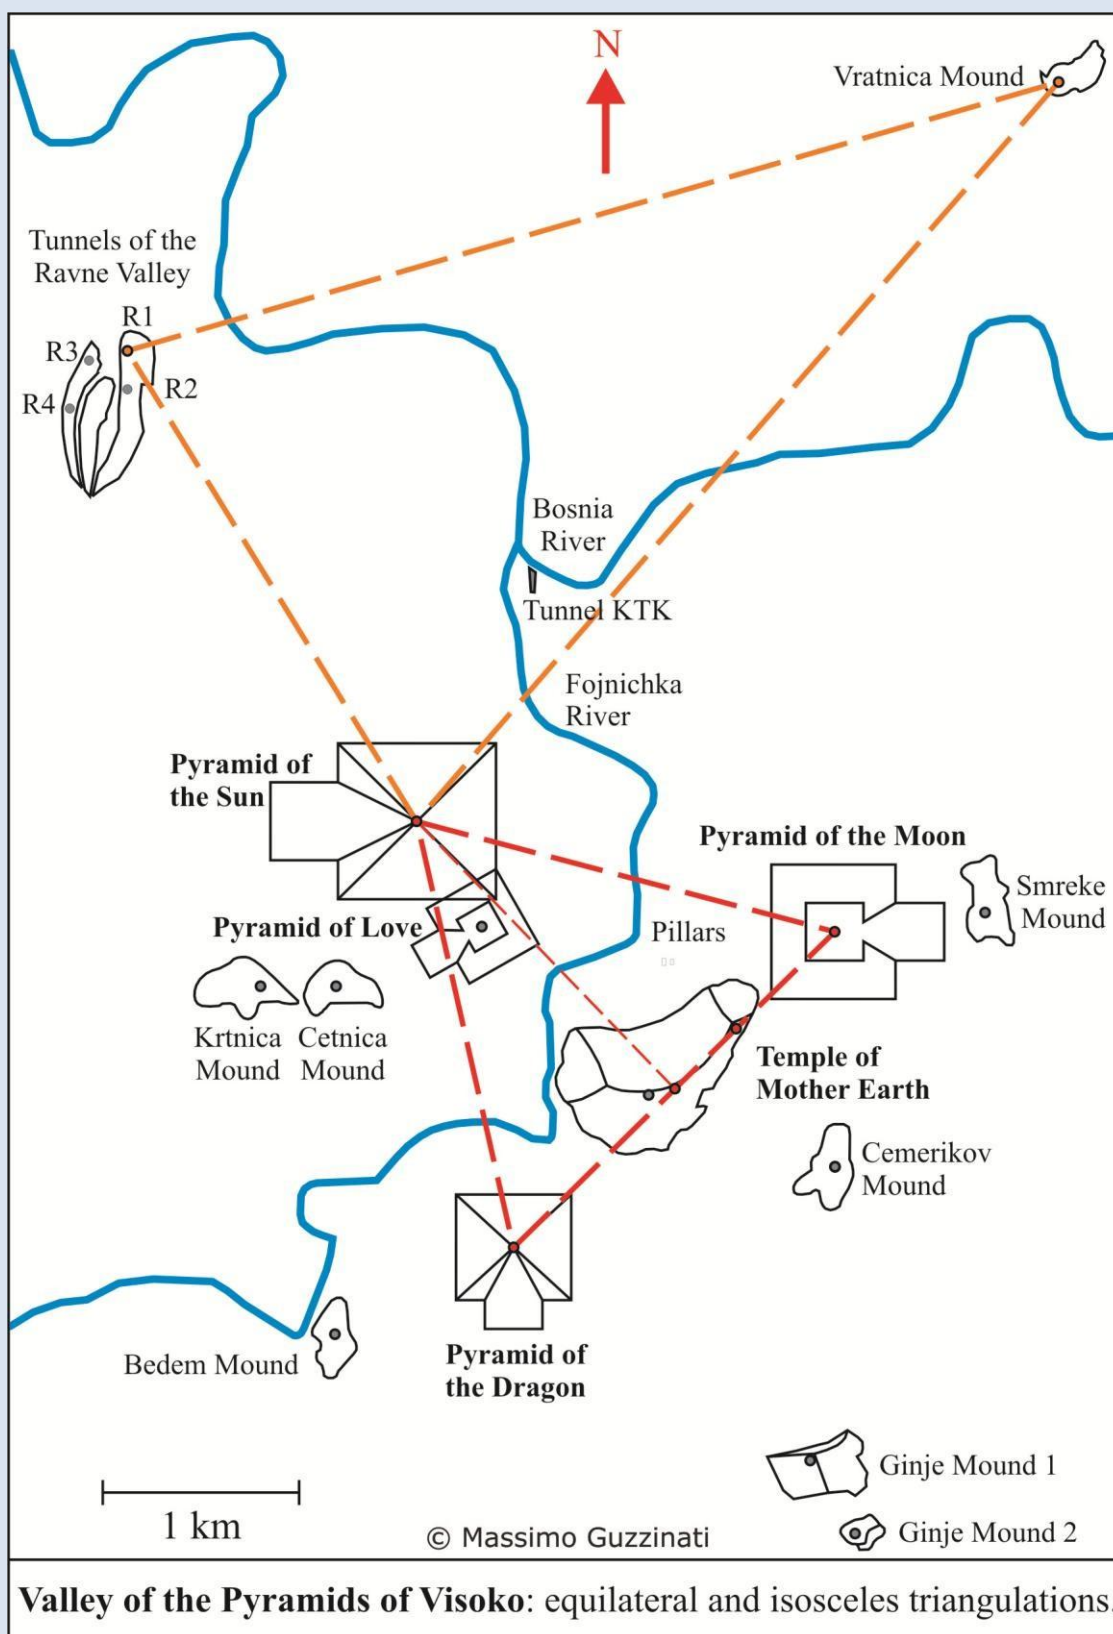 N
Vratnica Mound
Tunnels of the
Ravne Valley
R1
R3
R2
R4
Bosnia
River
Tunnel KTK
Fojnichka
River
Pyramid of
the Sun
Pyramid of the Moon
Smreke
Mound
Pyramid of Love
Pillars
Krtnica
Mound
Cetnica
Mound
Temple of
Mother Earth
Cemerikov
Mound
Bedem Mound
Pyramid of
the Dragon
Ginje Mound 1
1 km
© Massimo Guzzinati
Ginje Mound 2
Valley of the Pyramids of Visoko: equilateral and isosceles triangulations.